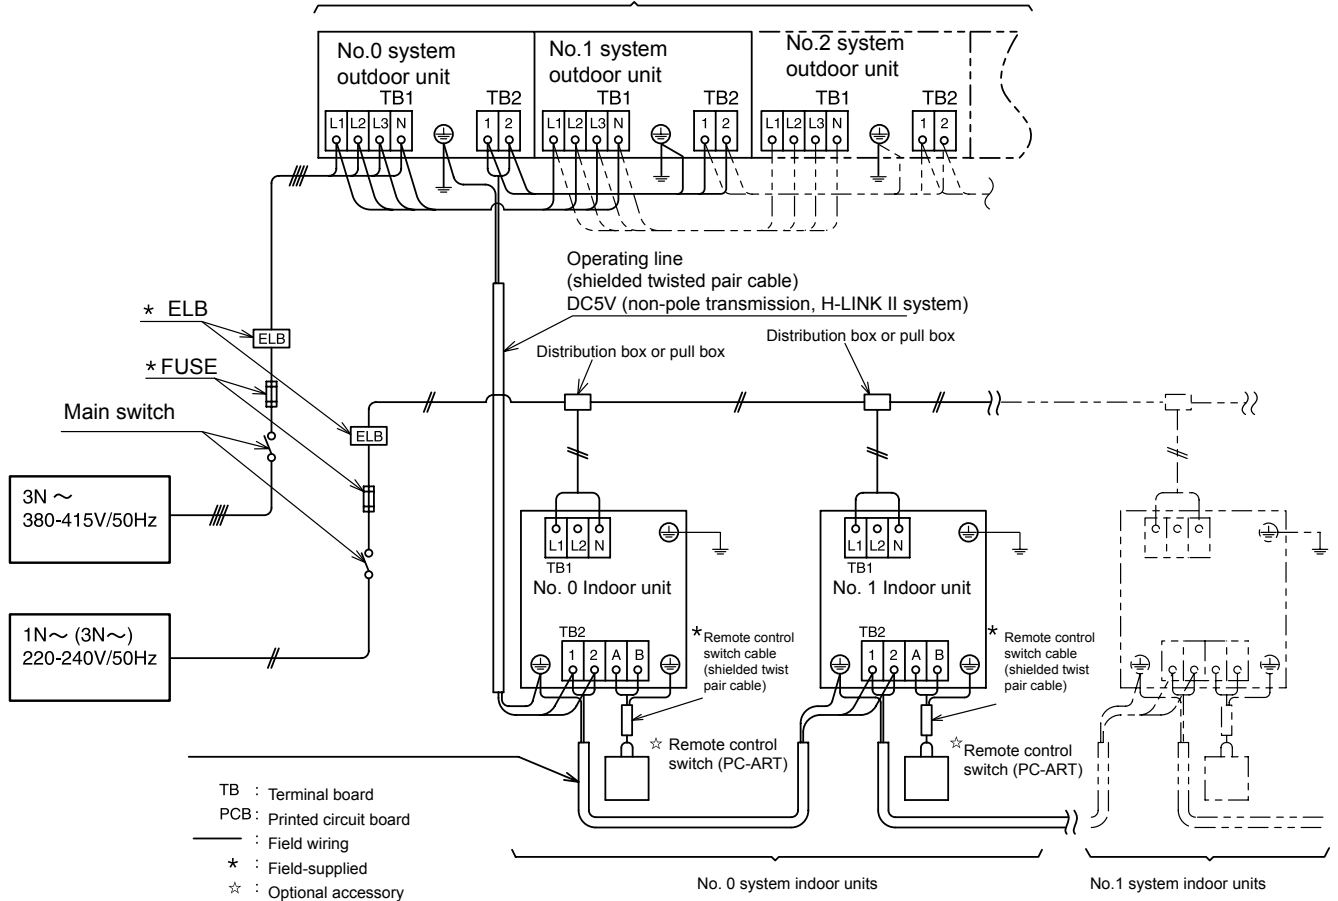 No.0 system
outdoor unit
No.1 system
outdoor unit
No.2 system
outdoor unit
TB1
TB2
TB1
TB2
TB1
TB2
L1 L2 L3 N
1 2
L1 L2 L3 N
1 2
L1 L2 L3 N
1 2
Operating line
(shielded twisted pair cable)
DC5V (non-pole transmission, H-LINK II system)
* ELB
ELB
Distribution box or pull box
Distribution box or pull box
* FUSE
Main switch
ELB
3N ~
380-415V/50Hz
1N~ (3N~)
220-240V/50Hz
L1 L2 N
TB1
No. 0 Indoor unit
TB2
1 2 A B
* Remote control
switch cable
(shielded twist
pair cable)
☆ Remote control
switch (PC-ART)
L1 L2 N
TB1
No. 1 Indoor unit
TB2
1 2 A B
* Remote control
switch cable
(shielded twist
pair cable)
☆ Remote control
switch (PC-ART)
TB : Terminal board
PCB : Printed circuit board
: Field wiring
* : Field-supplied
☆ : Optional accessory
No. 0 system indoor units
No.1 system indoor units